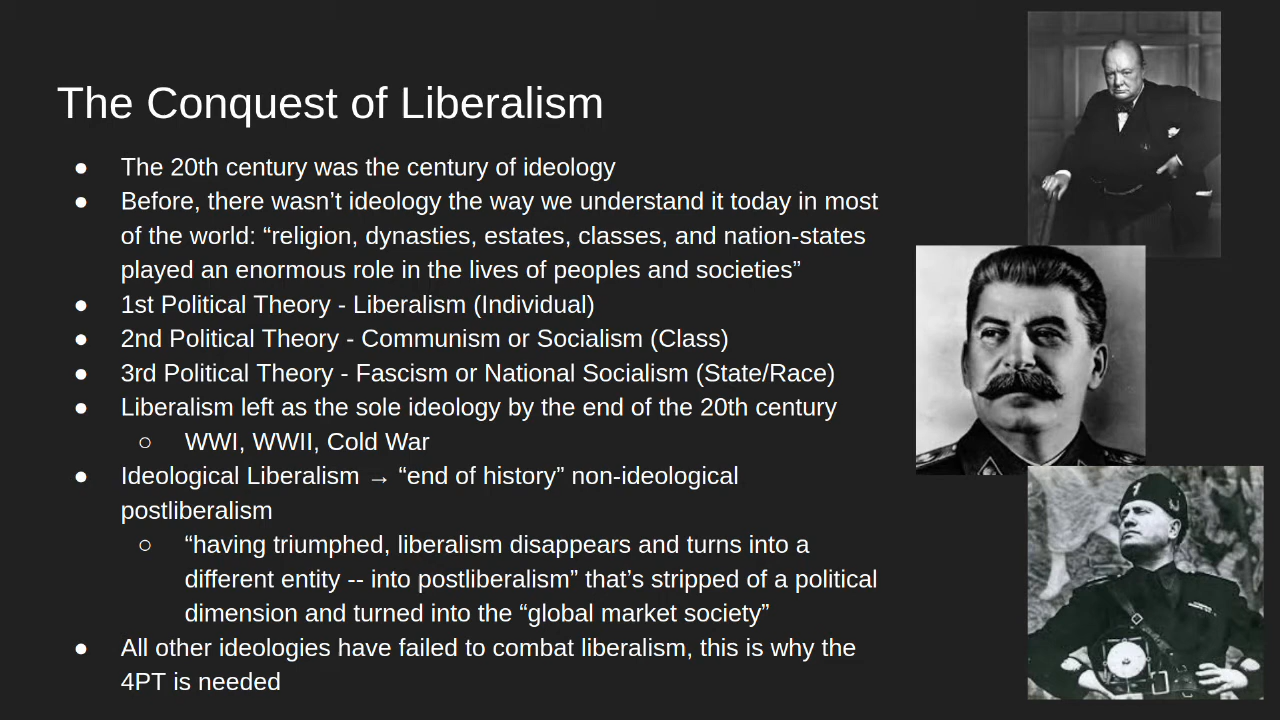 The Conquest of Liberalism
● The 20th century was the century of ideology
● Before, there wasn’t ideology the way we understand it today in most
of the world: “religion, dynasties, estates, classes, and nation-states
played an enormous role in the lives of peoples and societies”
● 1st Political Theory - Liberalism (Individual)
● 2nd Political Theory - Communism or Socialism (Class)
● 3rd Political Theory - Fascism or National Socialism (State/Race)
● Liberalism left as the sole ideology by the end of the 20th century
○ WWI, WWII, Cold War
● Ideological Liberalism → “end of history” non-ideological
postliberalism
○ “having triumphed, liberalism disappears and turns into a
different entity -- into postliberalism” that’s stripped of a political
dimension and turned into the “global market society”
● All other ideologies have failed to combat liberalism, this is why the
4PT is needed